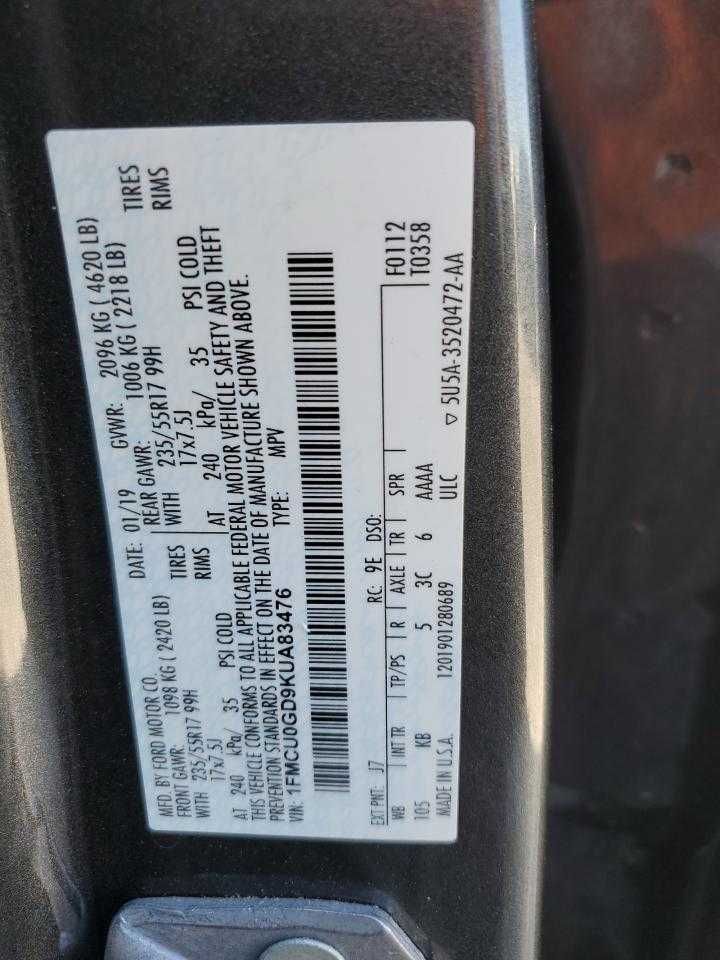 MFD. BY FORD MOTOR CO. DATE: 01/19 GVWR: 2096 KG ( 4620 LB)
FRONT GAWR: 1098 KG ( 2420 LB) REAR GAWR: 1006 KG ( 2218 LB)
WITH 235/55R17 99H TIRES WITH 235/55R17 99H TIRES
17x7.5J RIMS 17x7.5J RIMS
AT 240 kPa/ 35 PSI COLD AT 240 kPa/ 35 PSI COLD
THIS VEHICLE CONFORMS TO ALL APPLICABLE FEDERAL MOTOR VEHICLE SAFETY AND THEFT
PREVENTION STANDARDS IN EFFECT ON THE DATE OF MANUFACTURE SHOWN ABOVE.
VIN: 1FMCU0GD9KUA83476 TYPE: MPV
EXT PNT: J7 RC: 9E DSO: F0112
WB INT TR TP/PS R AXLE TR SPR T0358
105 KB 5 3C 6 AAAA
MADE IN U.S.A. 1201901280689 ULC ▽ 5U5A-3520472-AA